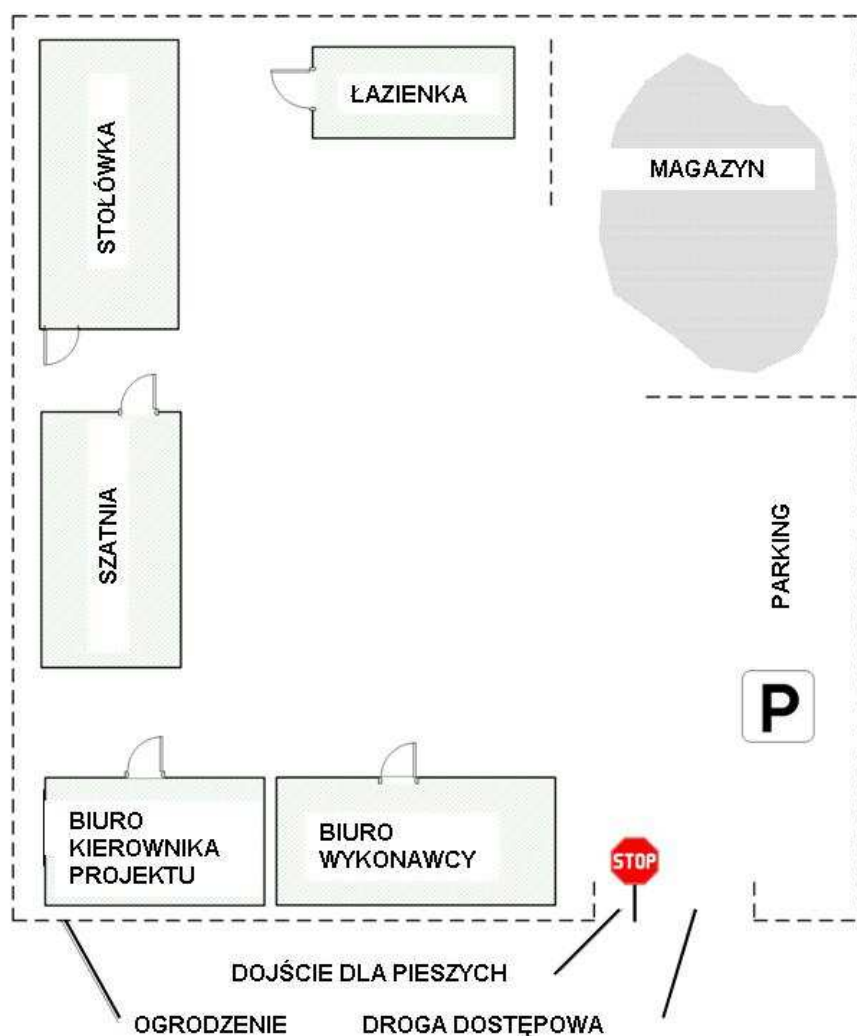 ŁAZIENKA
STOŁÓWKA
MAGAZYN
SZATNIA
PARKING
P
BIURO
KIEROWNIKA
PROJEKTU
BIURO
WYKONAWCY
STOP
DOJŚCIE DLA PIESZYCH
OGRODZENIE
DROGA DOSTĘPOWA